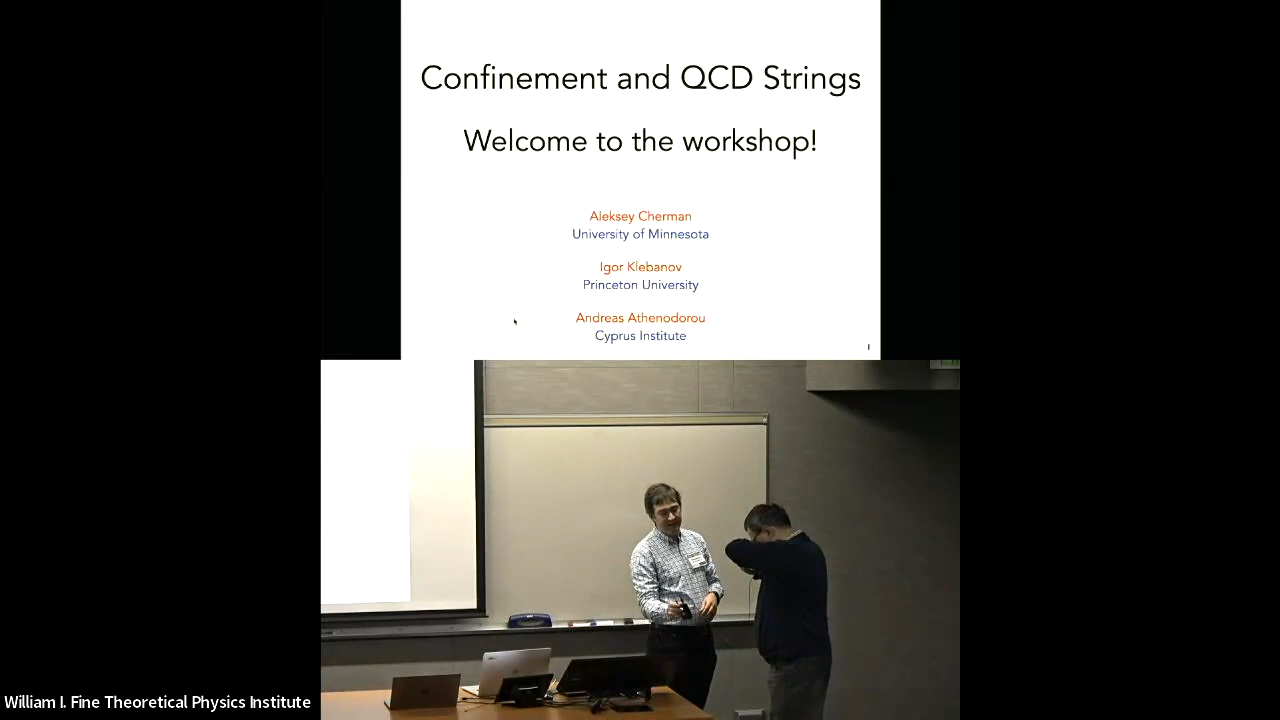 Confinement and QCD Strings
Welcome to the workshop!
Aleksey Cherman
University of Minnesota
Igor Klebanov
Princeton University
Andreas Athenodorou
Cyprus Institute
1
William I. Fine Theoretical Physics Institute